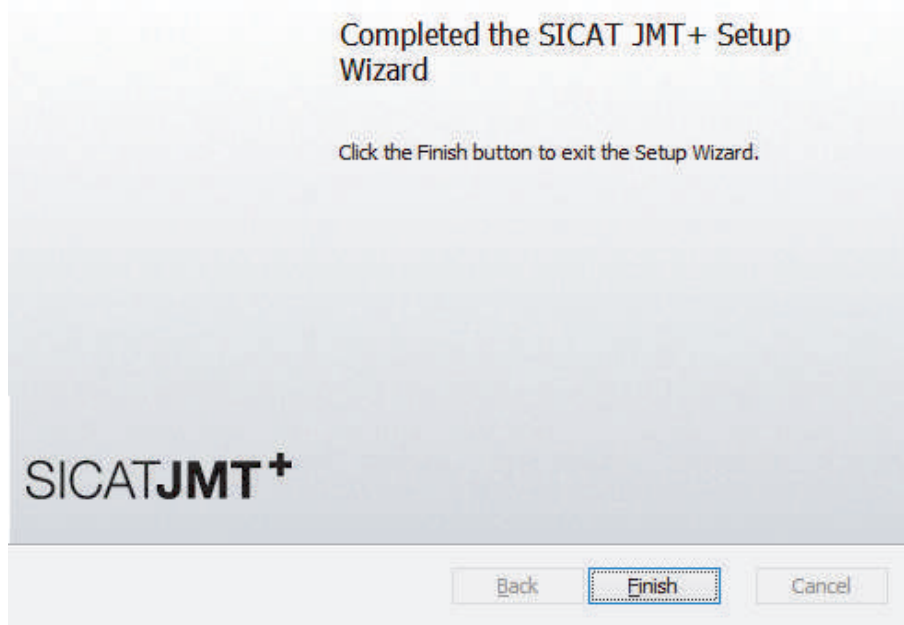 Completed the SICAT JMT+ Setup
Wizard
Click the Finish button to exit the Setup Wizard.
SICATJMT+
Back
Finish
Cancel